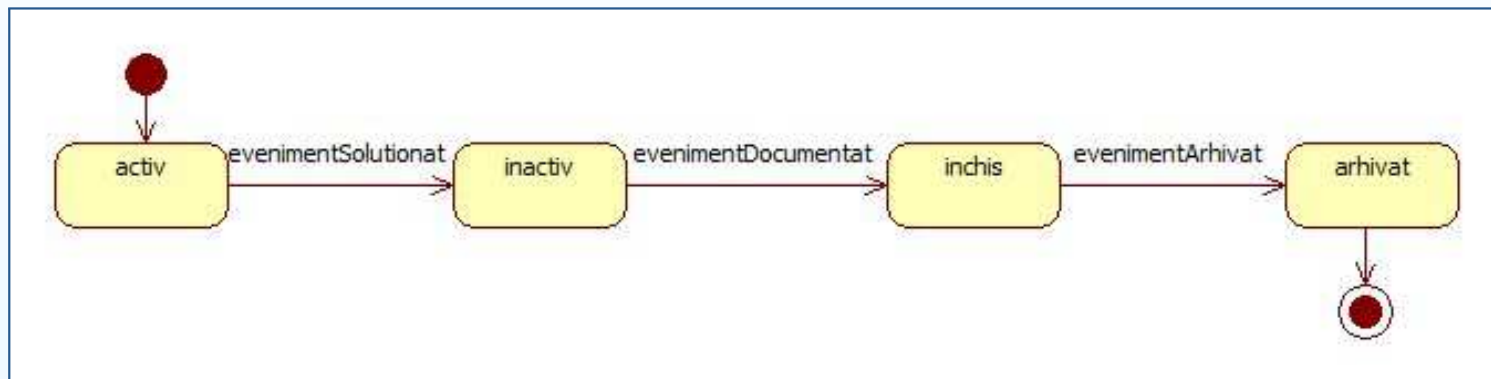 activ
evenimentSolutionat
inactiv
evenimentDocumentat
inchis
evenimentArhivat
arhivat